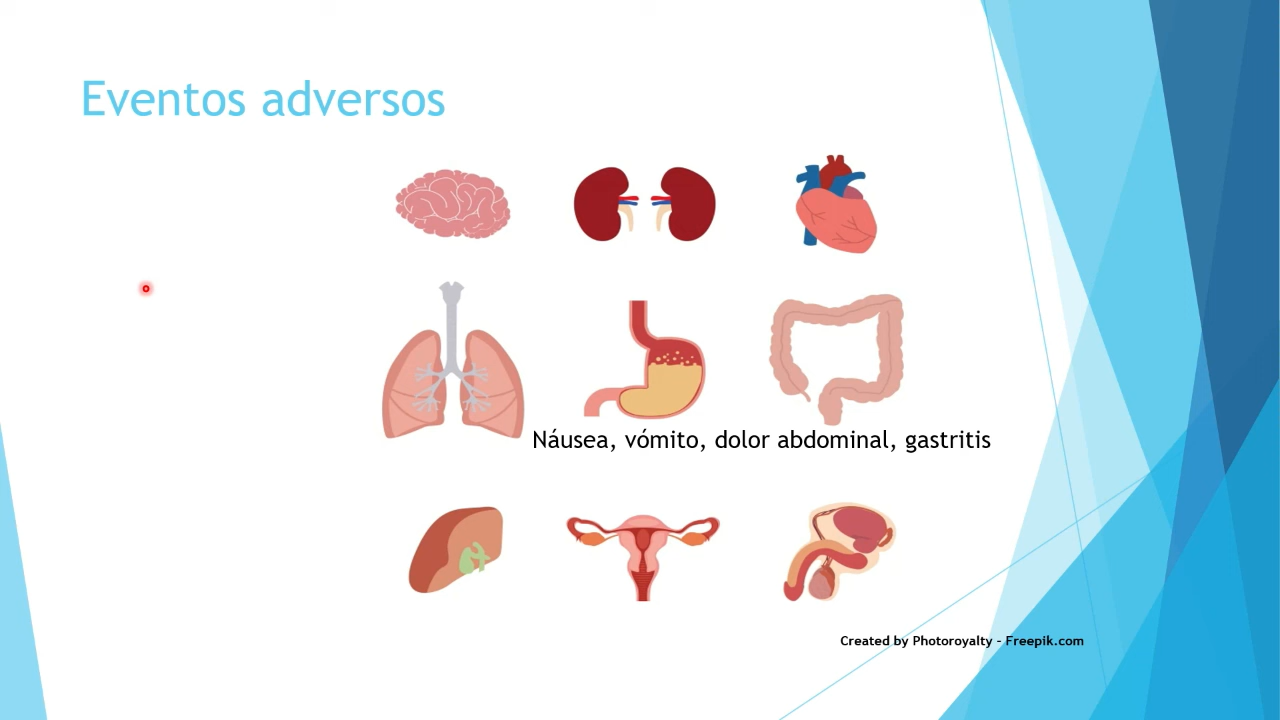 Eventos adversos
Náusea, vómito, dolor abdominal, gastritis
Created by Photoroyalty - Freepik.com